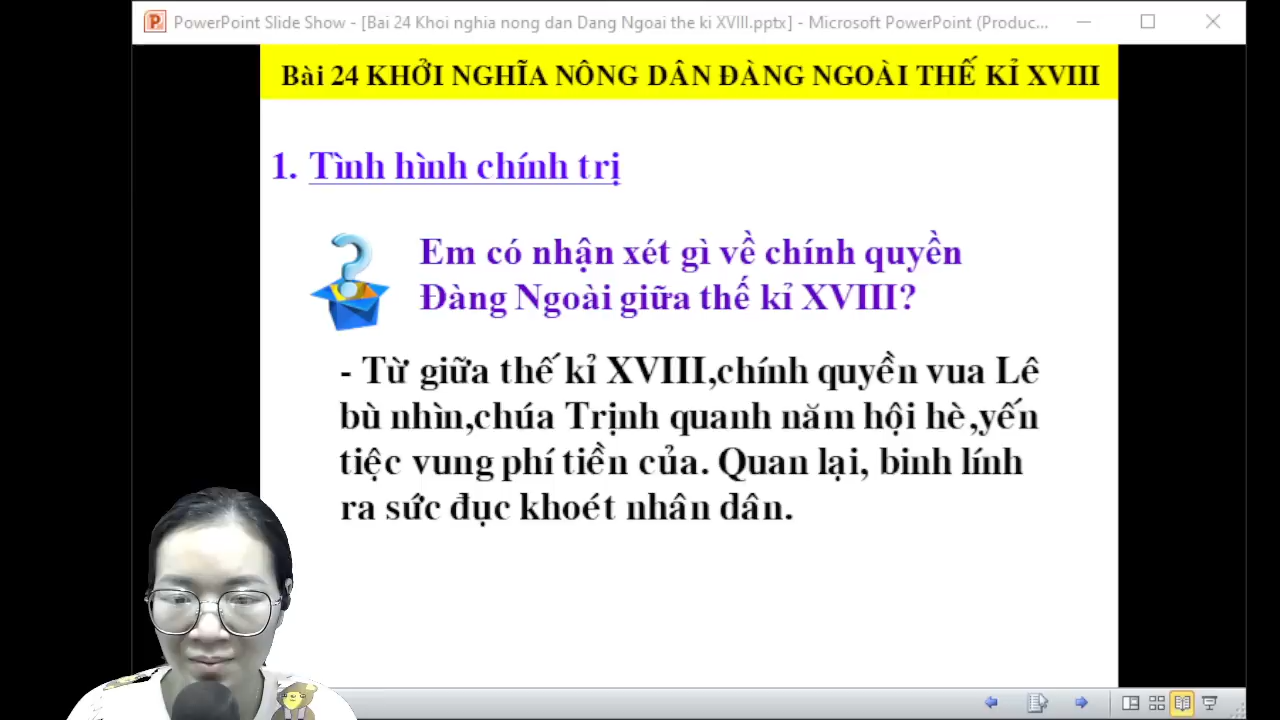 PowerPoint Slide Show - [Bai 24 Khoi nghia nong dan Dang Ngoai the ki XVIII.pptx] - Microsoft PowerPoint (Produc...
Bài 24 KHỞI NGHĨA NÔNG DÂN ĐÀNG NGOÀI THẾ KỈ XVIII
1. Tình hình chính trị
Em có nhận xét gì về chính quyền
Đàng Ngoài giữa thế kỉ XVIII?
- Từ giữa thế kỉ XVIII,chính quyền vua Lê
bù nhìn,chúa Trịnh quanh năm hội hè,yến
tiệc vung phí tiền của. Quan lại, binh lính
ra sức đục khoét nhân dân.